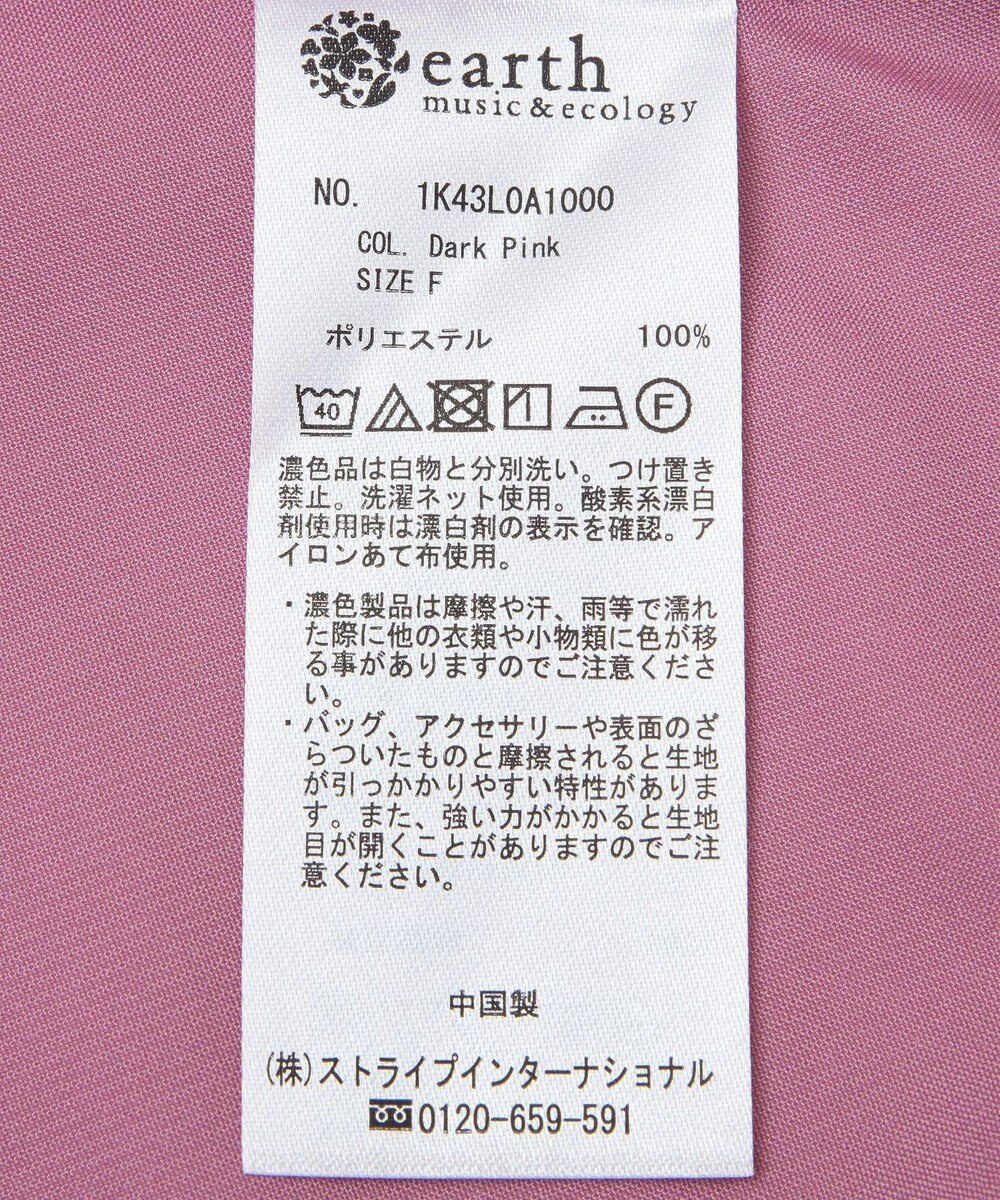 earth
music&ecology
NO. 1K43L0A1000
COL. Dark Pink
SIZE F
ポリエステル 100%
40 F
濃色品は白物と分別洗い。つけ置き
禁止。洗濯ネット使用。酸素系漂白
剤使用時は漂白剤の表示を確認。ア
イロンあて布使用。
・濃色製品は摩擦や汗、雨等で濡れ
た際に他の衣類や小物類に色が移
る事がありますのでご注意くださ
い。
・バッグ、アクセサリーや表面のざ
らついたものと摩擦されると生地
が引っかかりやすい特性がありま
す。また、強い力がかかると生地
目が開くことがありますのでご注
意ください。
中国製
(株)ストライプインターナショナル
0120-659-591